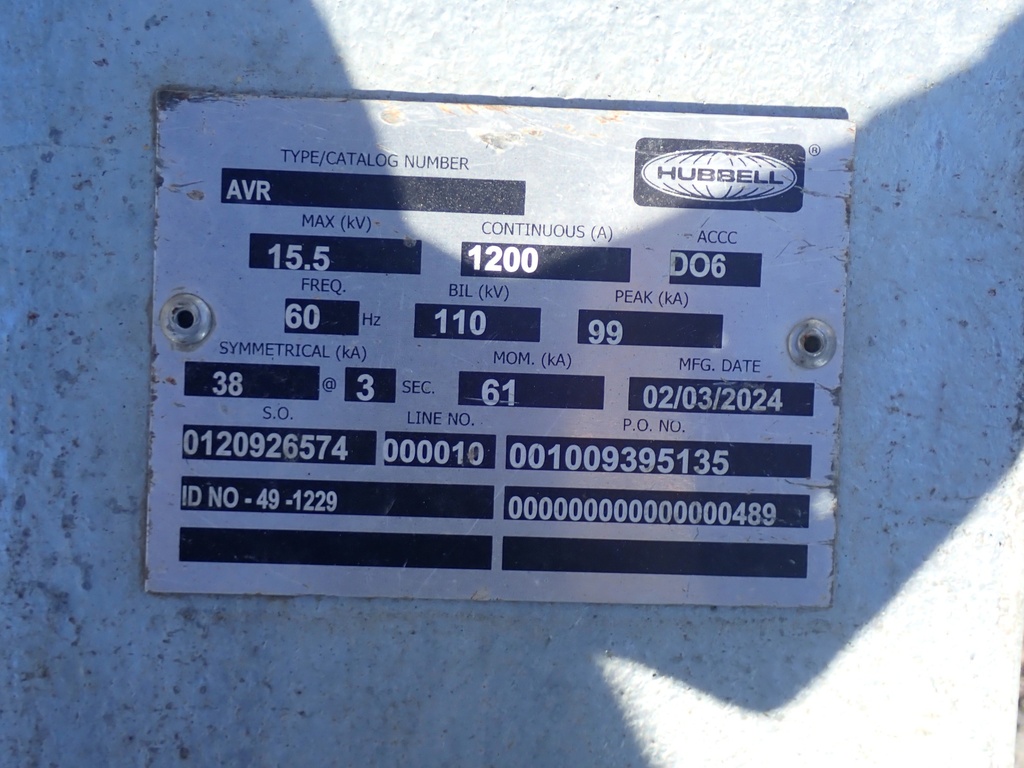 TYPE/CATALOG NUMBER
HUBBELL ®
AVR
MAX (kV) CONTINUOUS (A) ACCC
15.5 1200 DO6
FREQ. BIL (kV) PEAK (kA)
60 Hz 110 99
SYMMETRICAL (kA) MOM. (kA) MFG. DATE
38 @ 3 SEC. 61 02/03/2024
S.O. LINE NO. P.O. NO.
0120926574 000010 001009395135
ID NO - 49 -1229 000000000000000489